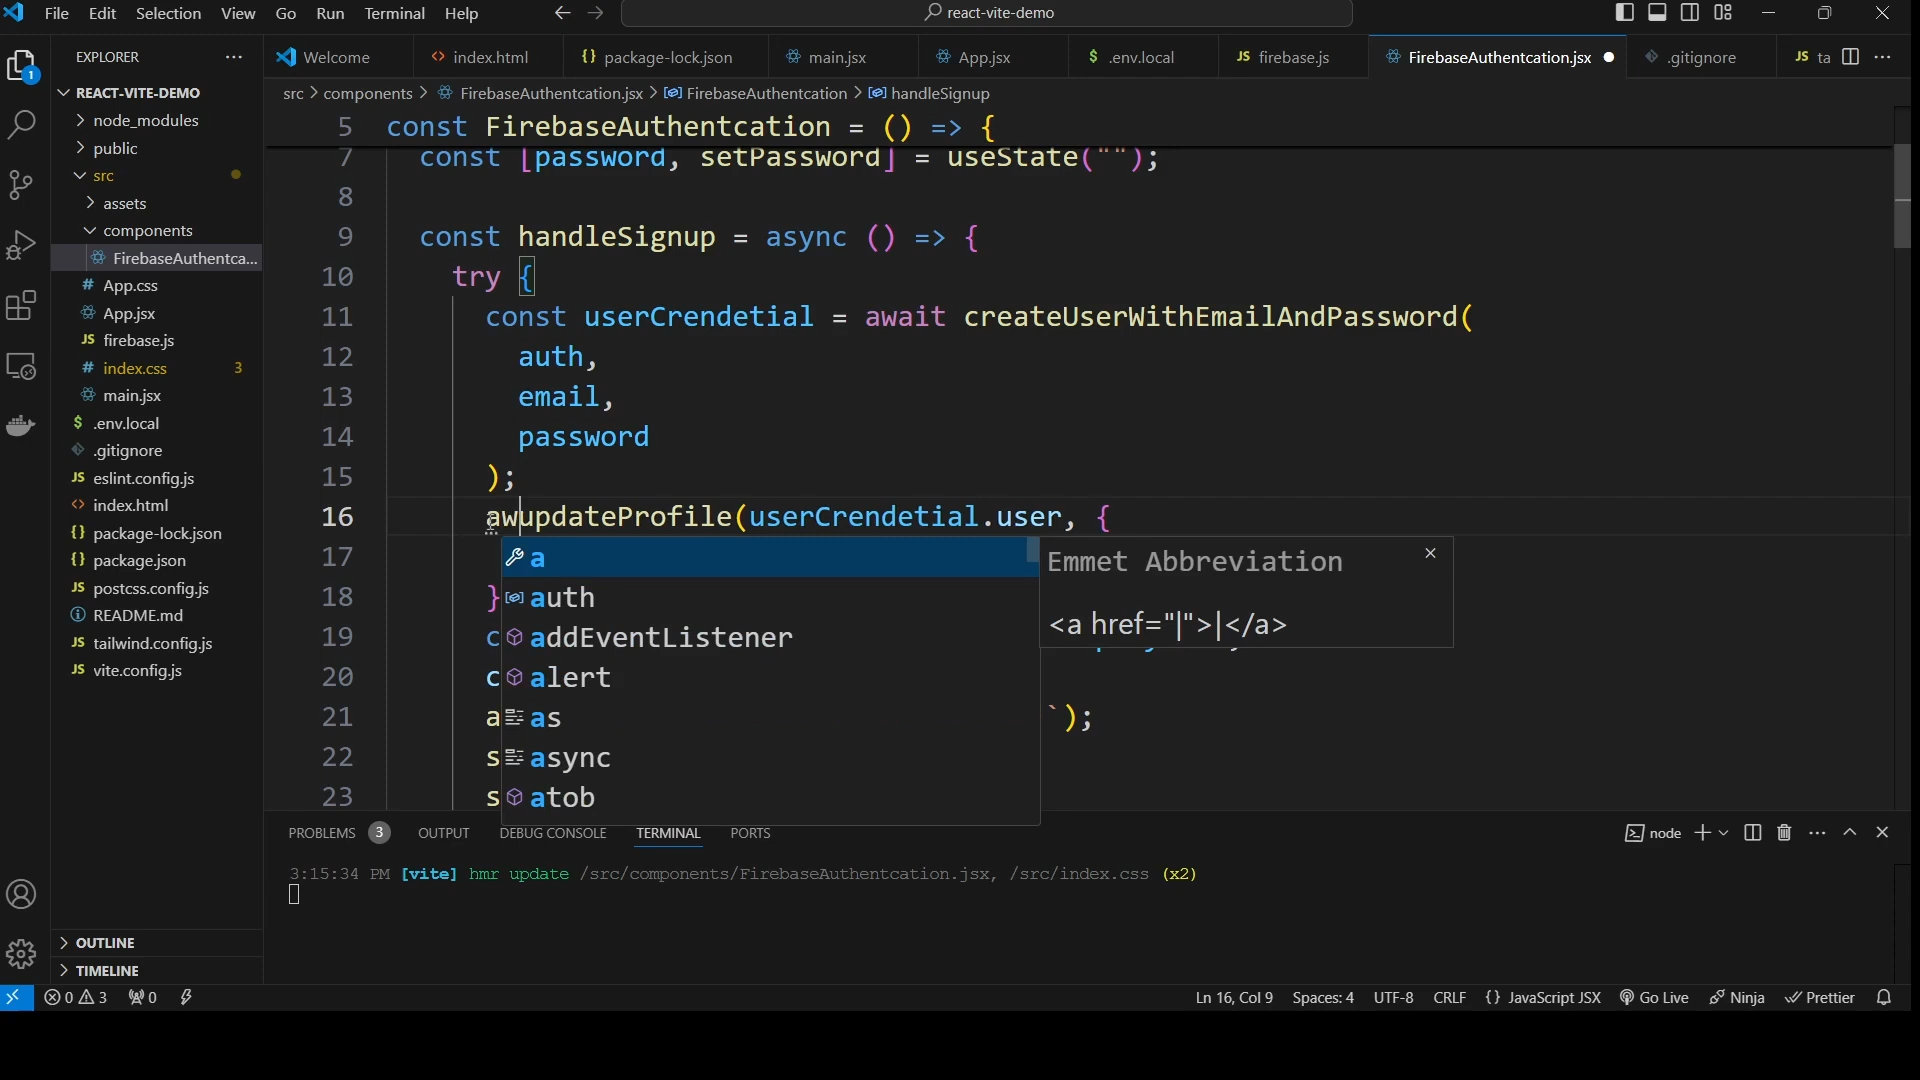 File Edit Selection View Go Run Terminal Help
react-vite-demo
EXPLORER
Welcome
index.html
package-lock.json
main.jsx
App.jsx
.env.local
firebase.js
FirebaseAuthentcation.jsx
.gitignore
ta
src > components > FirebaseAuthentcation.jsx > FirebaseAuthentcation > handleSignup
REACT-VITE-DEMO
node_modules
public
src
assets
components
FirebaseAuthentca...
App.css
App.jsx
firebase.js
index.css 3
main.jsx
.env.local
.gitignore
eslint.config.js
index.html
package-lock.json
package.json
postcss.config.js
README.md
tailwind.config.js
vite.config.js
OUTLINE
TIMELINE
5 const FirebaseAuthentcation = () => {
7 const [password, setPassword] = useState("");
8
9 const handleSignup = async () => {
10 try {
11 const userCrendetial = await createUserWithEmailAndPassword(
12 auth,
13 email,
14 password
15 );
16 awupdateProfile(userCrendetial.user, {
17
18 }
19 c
20 c
21 a `);
22 s
23 s
a
auth
addEventListener
alert
as
async
atob
Emmet Abbreviation
<a href="|">|</a>
PROBLEMS 3 OUTPUT DEBUG CONSOLE TERMINAL PORTS
node
3:15:34 PM [vite] hmr update /src/components/FirebaseAuthentcation.jsx, /src/index.css (x2)
0 3 0
Ln 16, Col 9 Spaces: 4 UTF-8 CRLF {} JavaScript JSX Go Live Ninja Prettier